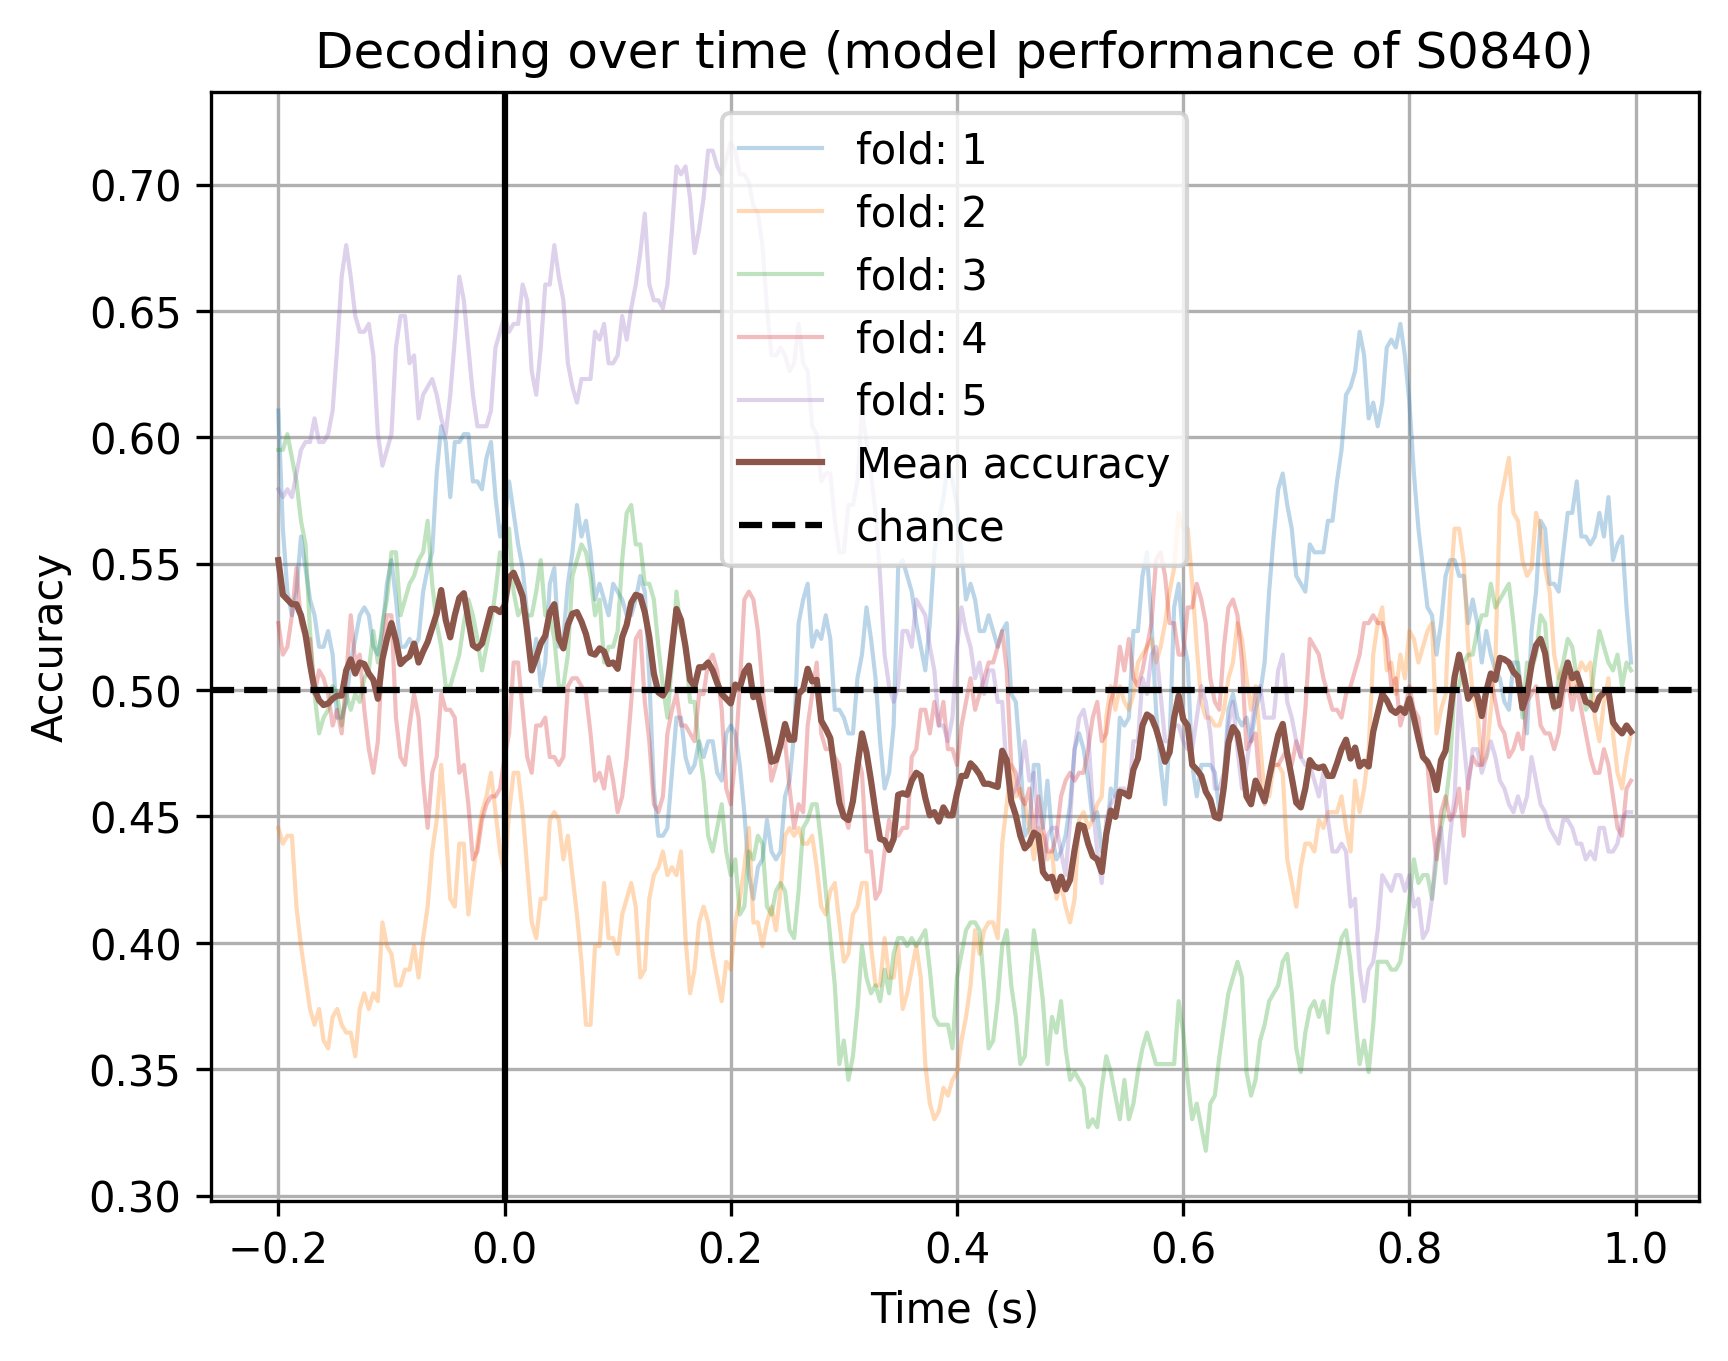 Decoding over time (model performance of S0840)
fold: 1
fold: 2
fold: 3
fold: 4
fold: 5
Mean accuracy
chance
Accuracy
0.70
0.65
0.60
0.55
0.50
0.45
0.40
0.35
0.30
−0.2 0.0 0.2 0.4 0.6 0.8 1.0
Time (s)